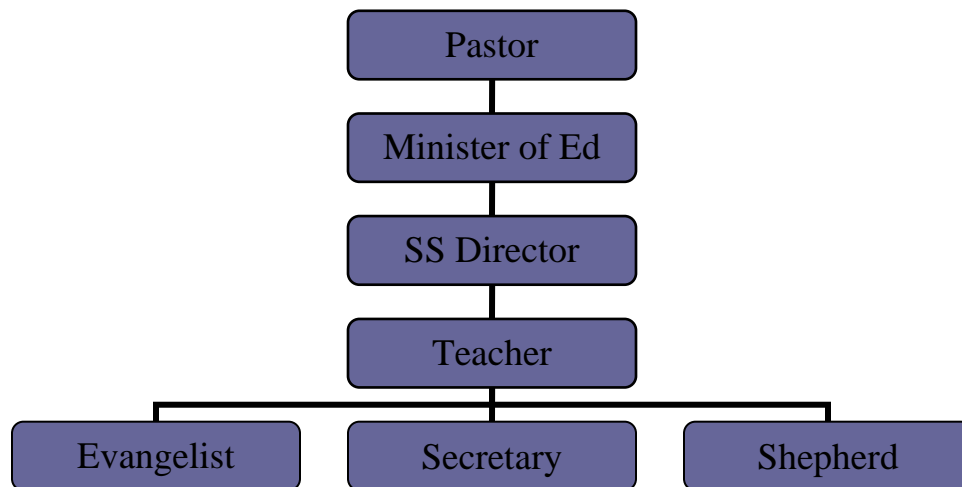 Pastor
Minister of Ed
SS Director
Teacher
Evangelist
Secretary
Shepherd